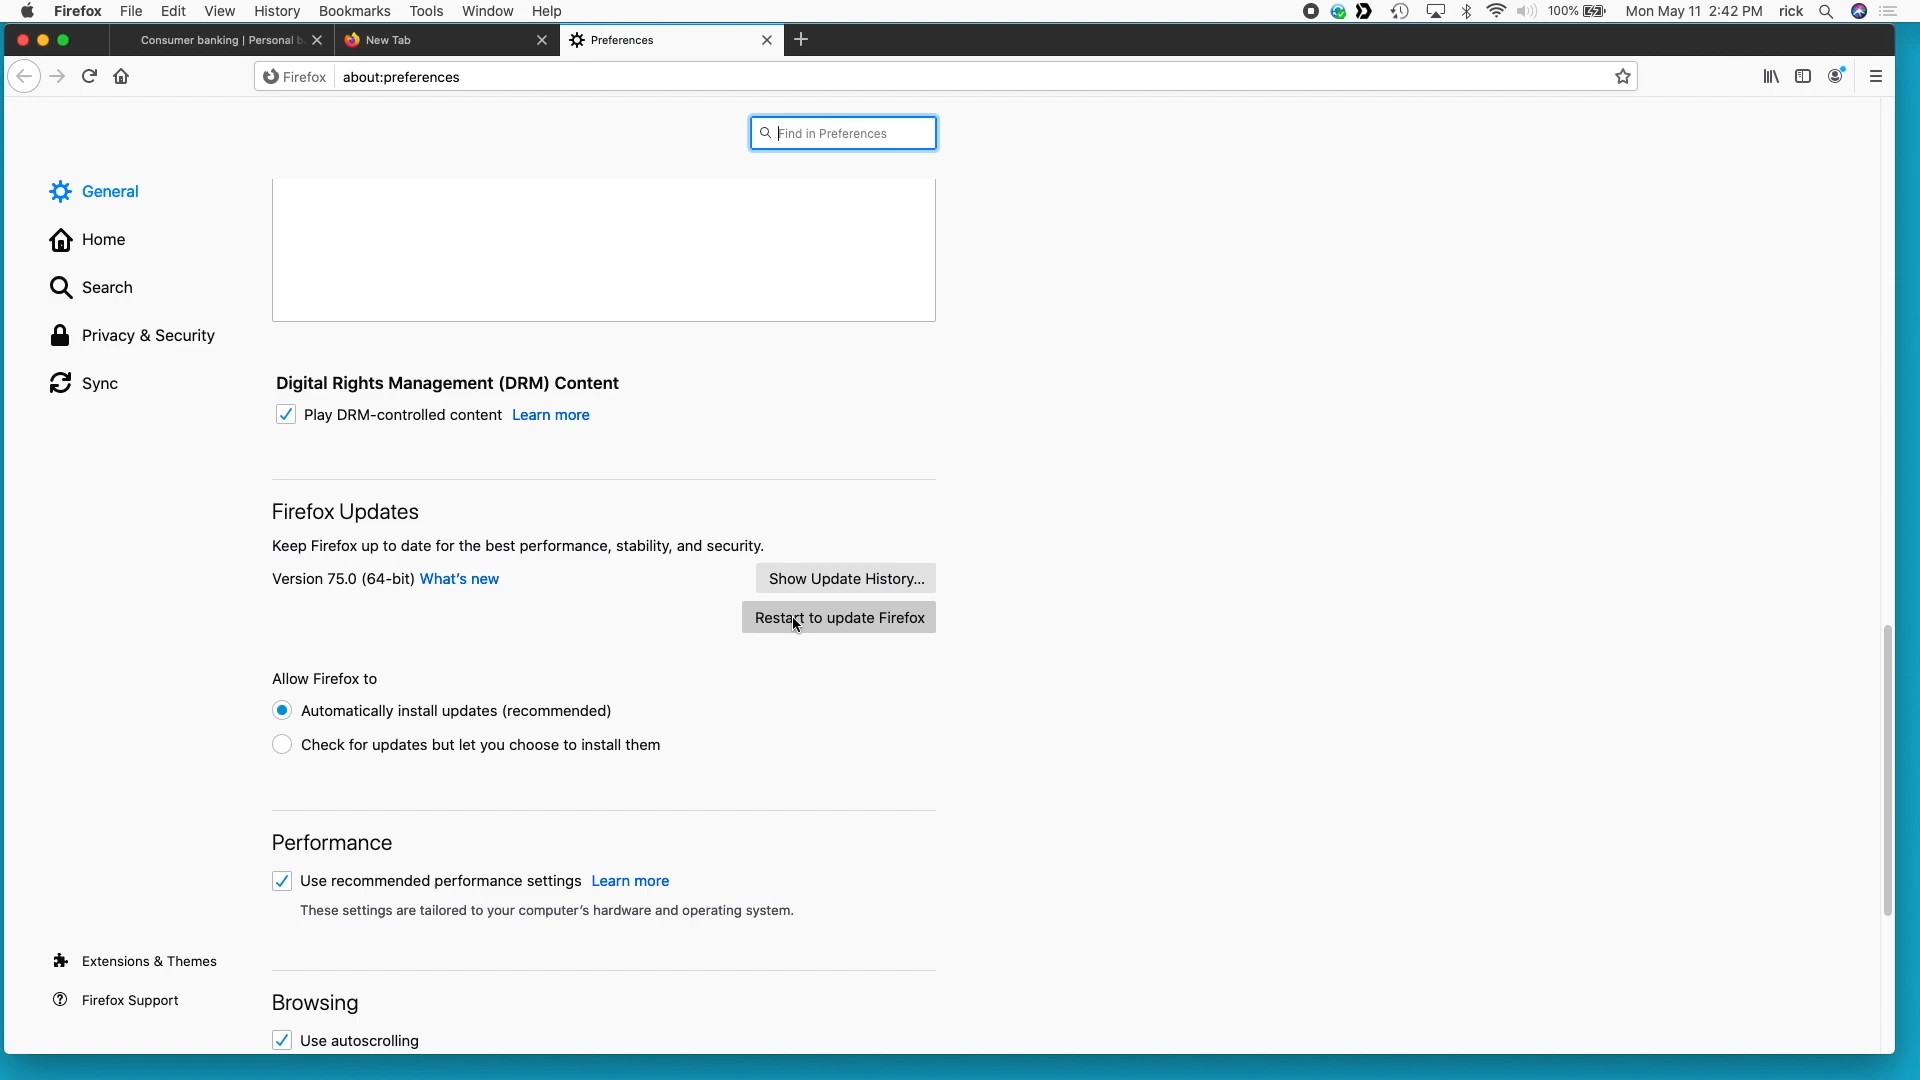 Firefox File Edit View History Bookmarks Tools Window Help 100% Mon May 11 2:42 PM rick
Consumer banking | Personal b New Tab Preferences
Firefox about:preferences
Find in Preferences
General
Home
Search
Privacy & Security
Sync
Digital Rights Management (DRM) Content
Play DRM-controlled content Learn more
Firefox Updates
Keep Firefox up to date for the best performance, stability, and security.
Version 75.0 (64-bit) What's new Show Update History...
Restart to update Firefox
Allow Firefox to
Automatically install updates (recommended)
Check for updates but let you choose to install them
Performance
Use recommended performance settings Learn more
These settings are tailored to your computer's hardware and operating system.
Extensions & Themes
Firefox Support
Browsing
Use autoscrolling